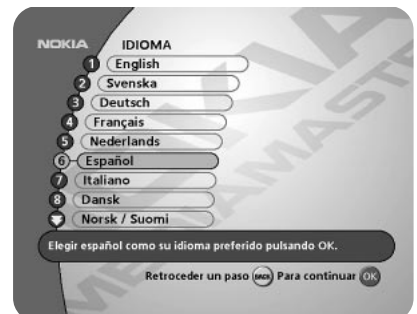 NOKIA IDIOMA
1 English
2 Svenska
3 Deutsch
4 Français
5 Nederlands
6 Español
7 Italiano
8 Dansk
Norsk / Suomi
Elegir español como su idioma preferido pulsando OK.
Retroceder un paso BACK Para continuar OK